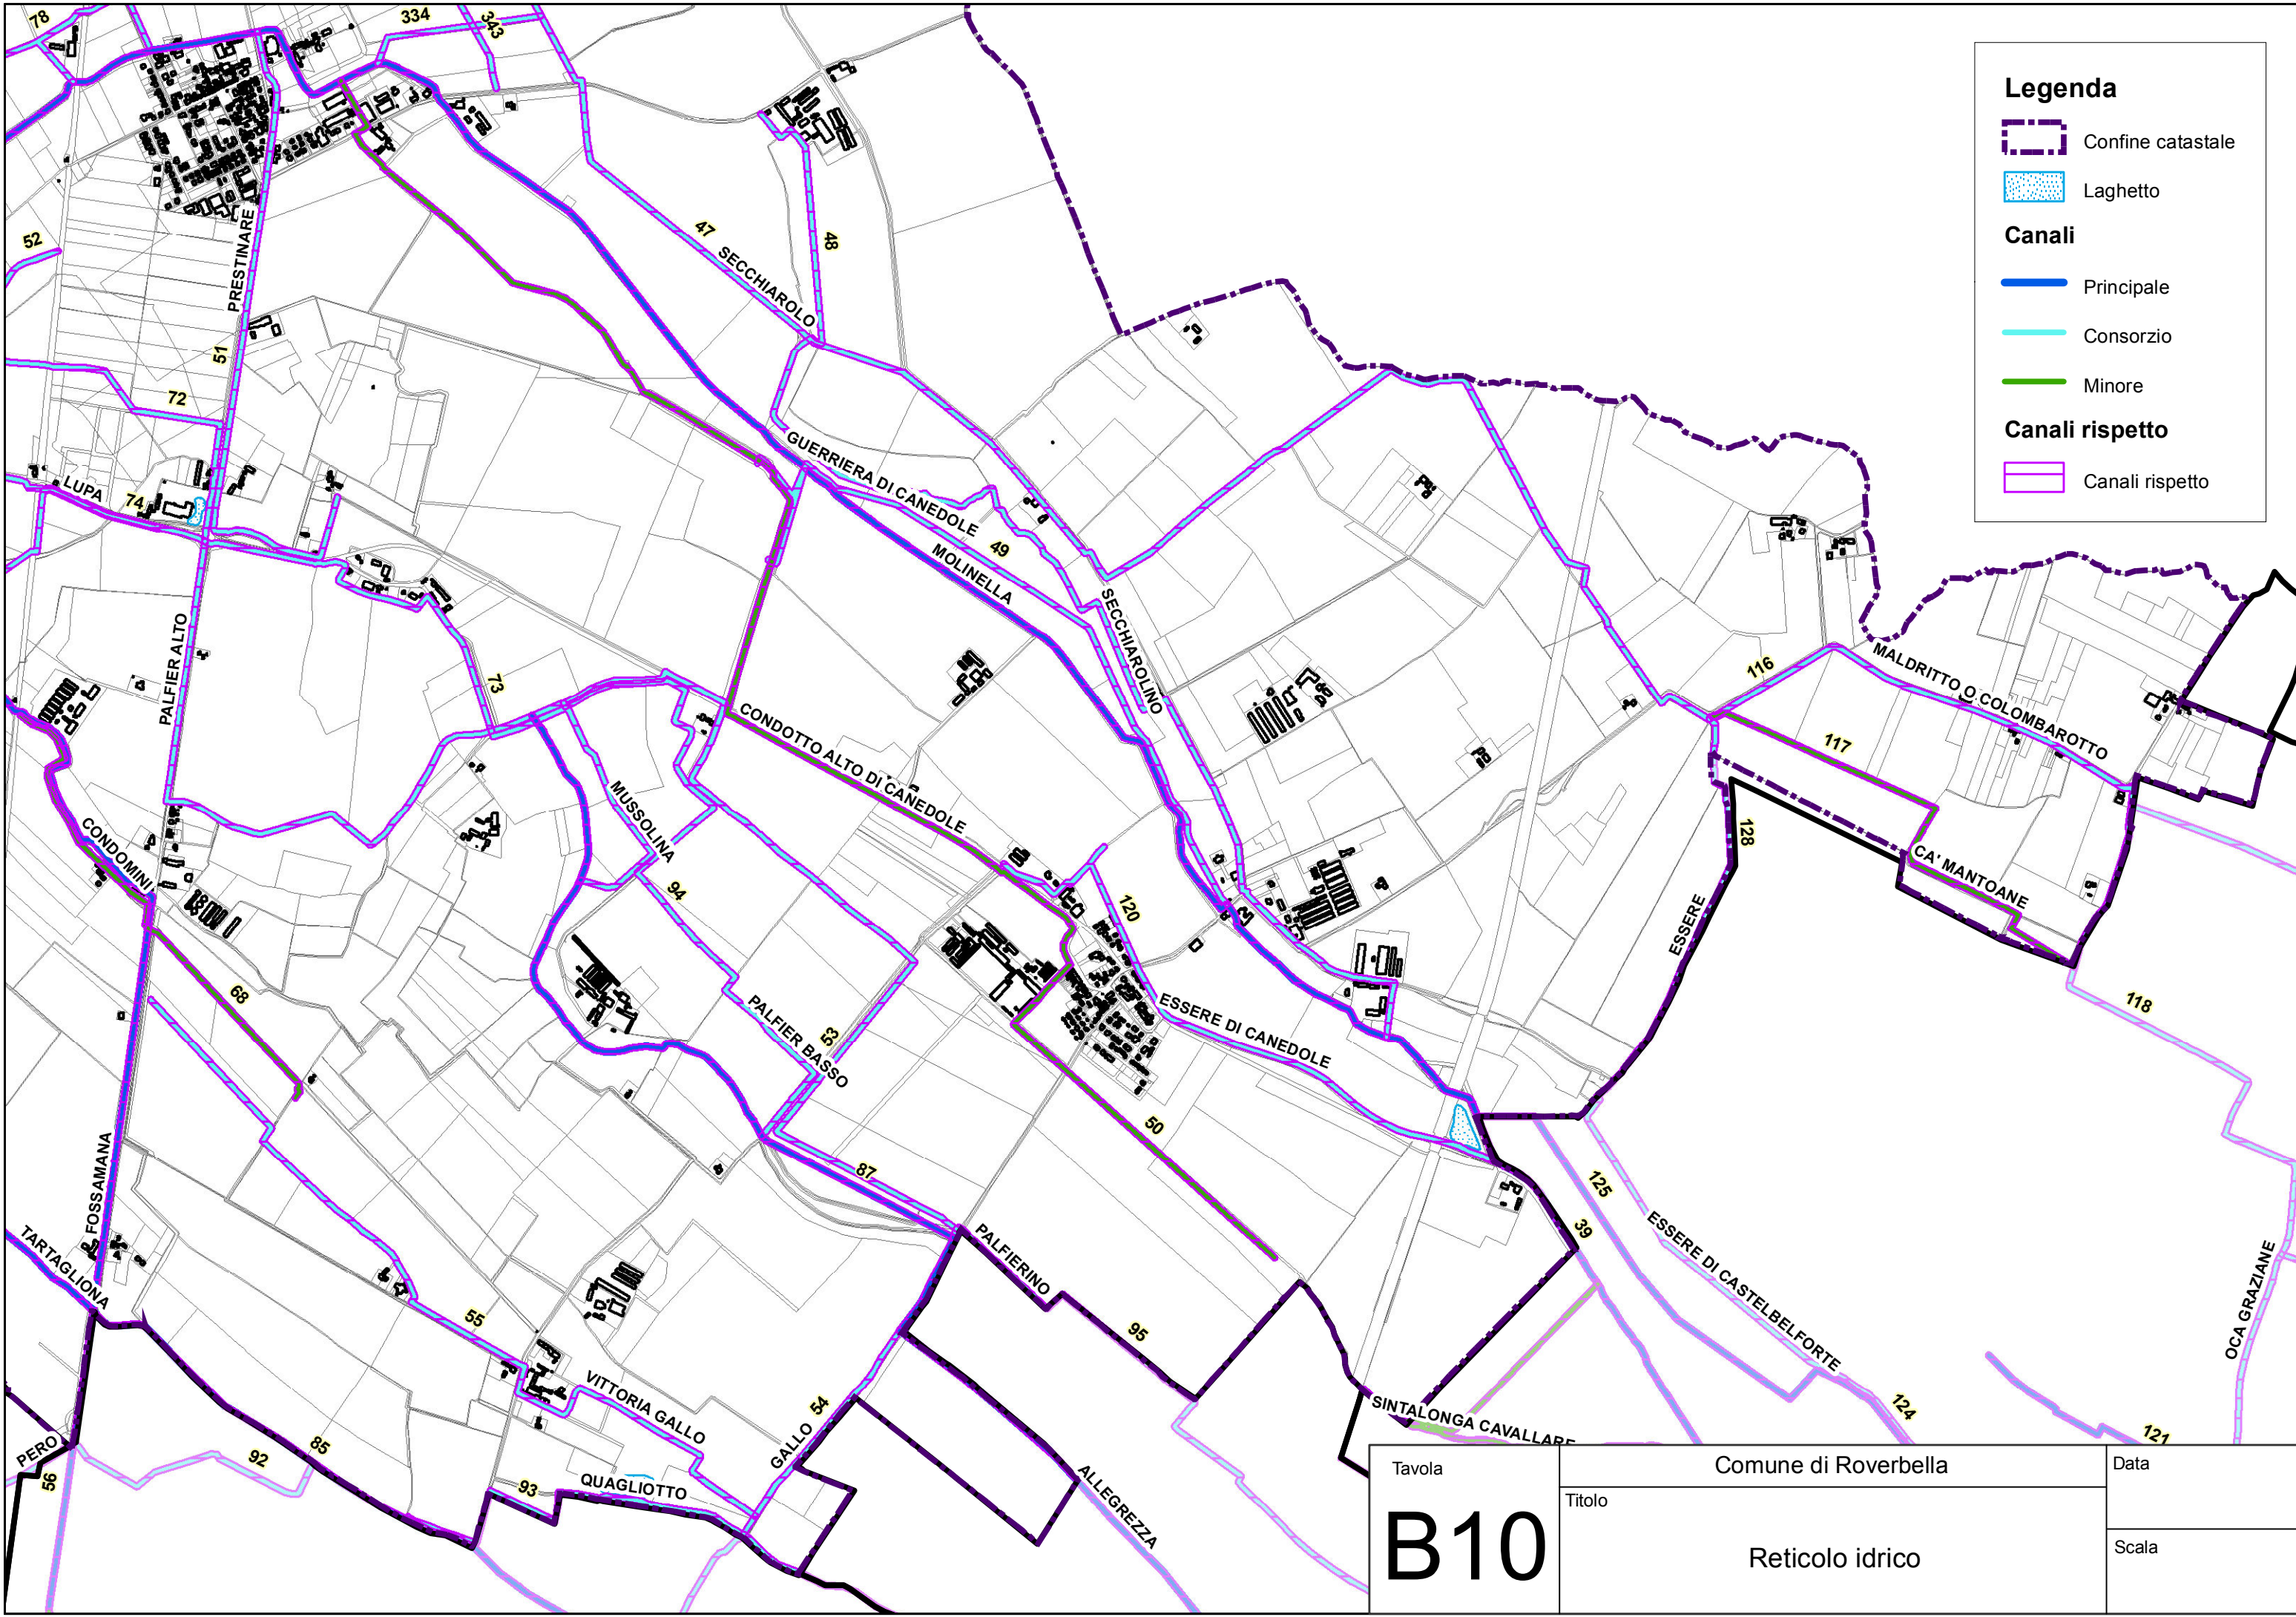 78
334
343
Legenda
Confine catastale
Laghetto
Canali
Principale
Consorzio
Minore
Canali rispetto
Canali rispetto
52
PRESTINARE
47
SECCHIAROLO
48
51
72
LUPA
74
GUERRIERA DI CANEDOLE
49
MOLINELLA
SECCHIAROLINO
PALFIER ALTO
73
116
MALDRITTO O COLOMBAROTTO
117
CONDOTTO ALTO DI CANEDOLE
MUSSOLINA
CONDOMINI
128
CA' MANTOANE
94
120
ESSERE
68
PALFIER BASSO
53
ESSERE DI CANEDOLE
118
50
FOSSAMANA
87
125
39
TARTAGLIONA
PALFIERINO
ESSERE DI CASTELBELFORTE
OCA GRAZIANE
55
95
VITTORIA GALLO
GALLO
54
SINTALONGA CAVALLARE
124
121
PERO
56
92
85
93
QUAGLIOTTO
ALLEGREZZA
Tavola
B10
Comune di Roverbella
Titolo
Reticolo idrico
Data
Scala